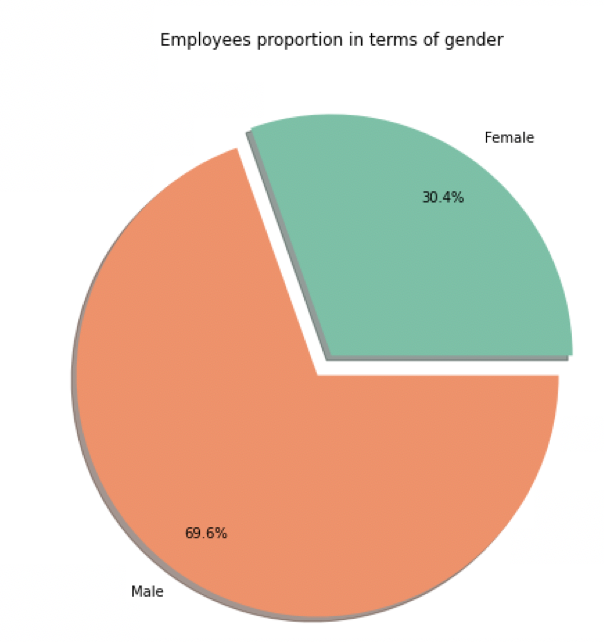 Employees proportion in terms of gender
Female
30.4%
69.6%
Male